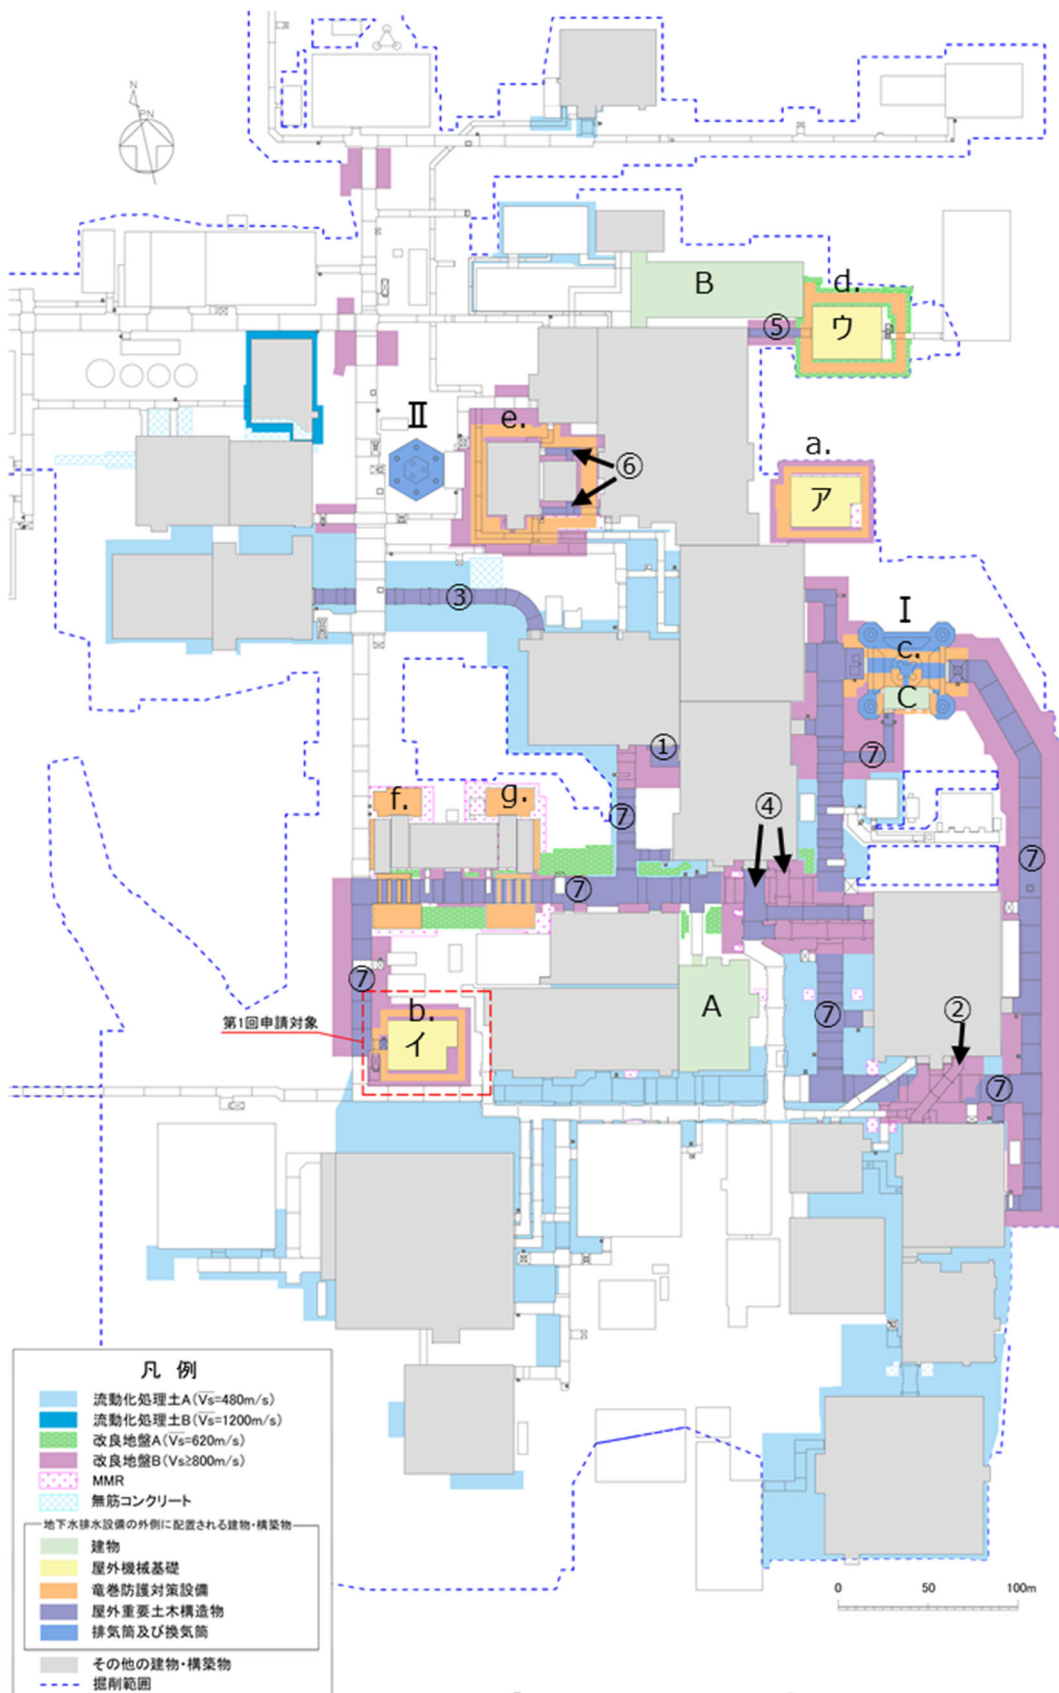 N
PN
B
d.
⑤
ウ
Ⅱ
e.
⑥
a.
ア
③
Ⅰ
c.
C
①
⑦
f.
g.
⑦
④
⑦
⑦
⑦
A
⑦
②
b.
イ
第1回申請対象
⑦
凡 例
流動化処理土A(V̅s=480m/s)
流動化処理土B(V̅s=1200m/s)
改良地盤A(V̅s=620m/s)
改良地盤B(Vs≥800m/s)
MMR
無筋コンクリート
地下水排水設備の外側に配置される建物・構築物
建物
屋外機械基礎
竜巻防護対策設備
屋外重要土木構造物
排気筒及び換気筒
その他の建物・構築物
掘削範囲
0 50 100m